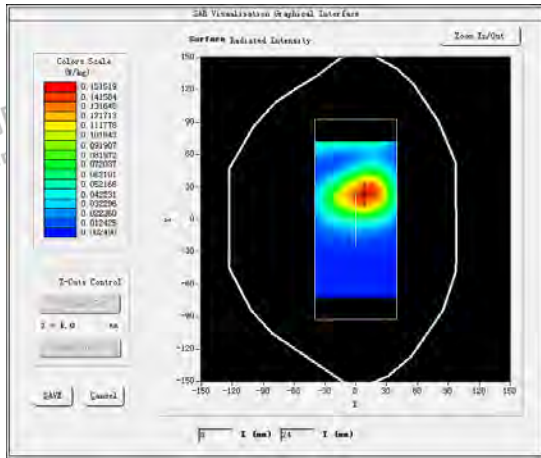 SAR Visualisation Graphical Interface
Surface Radiated Intensity
Zoom In/Out
Colors Scale
(W/kg)
0.151519
0.141584
0.131648
0.121713
0.111778
0.101843
0.091907
0.081972
0.072037
0.062101
0.052166
0.042231
0.032296
0.022360
0.012425
0.002490
150
120
90
60
30
0
-30
-60
-90
-120
-150
Y
-150 -120 -90 -60 -30 0 30 60 90 120 150
X
Z-Cuts Control
SAVE
Cancel
X (mm)
24
Y (mm)